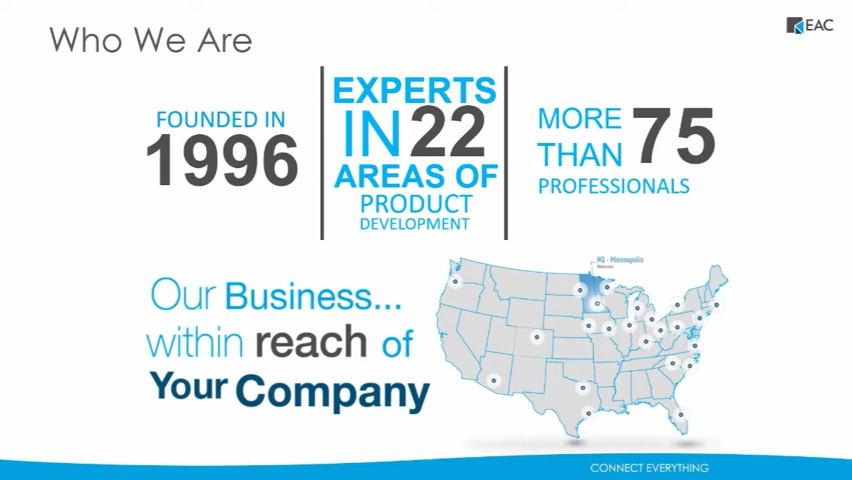 Who We Are
EAC
FOUNDED IN
1996
EXPERTS
IN 22
AREAS OF
PRODUCT
DEVELOPMENT
MORE
THAN 75
PROFESSIONALS
HQ - Minneapolis
Our Business...
within reach of
Your Company
CONNECT EVERYTHING